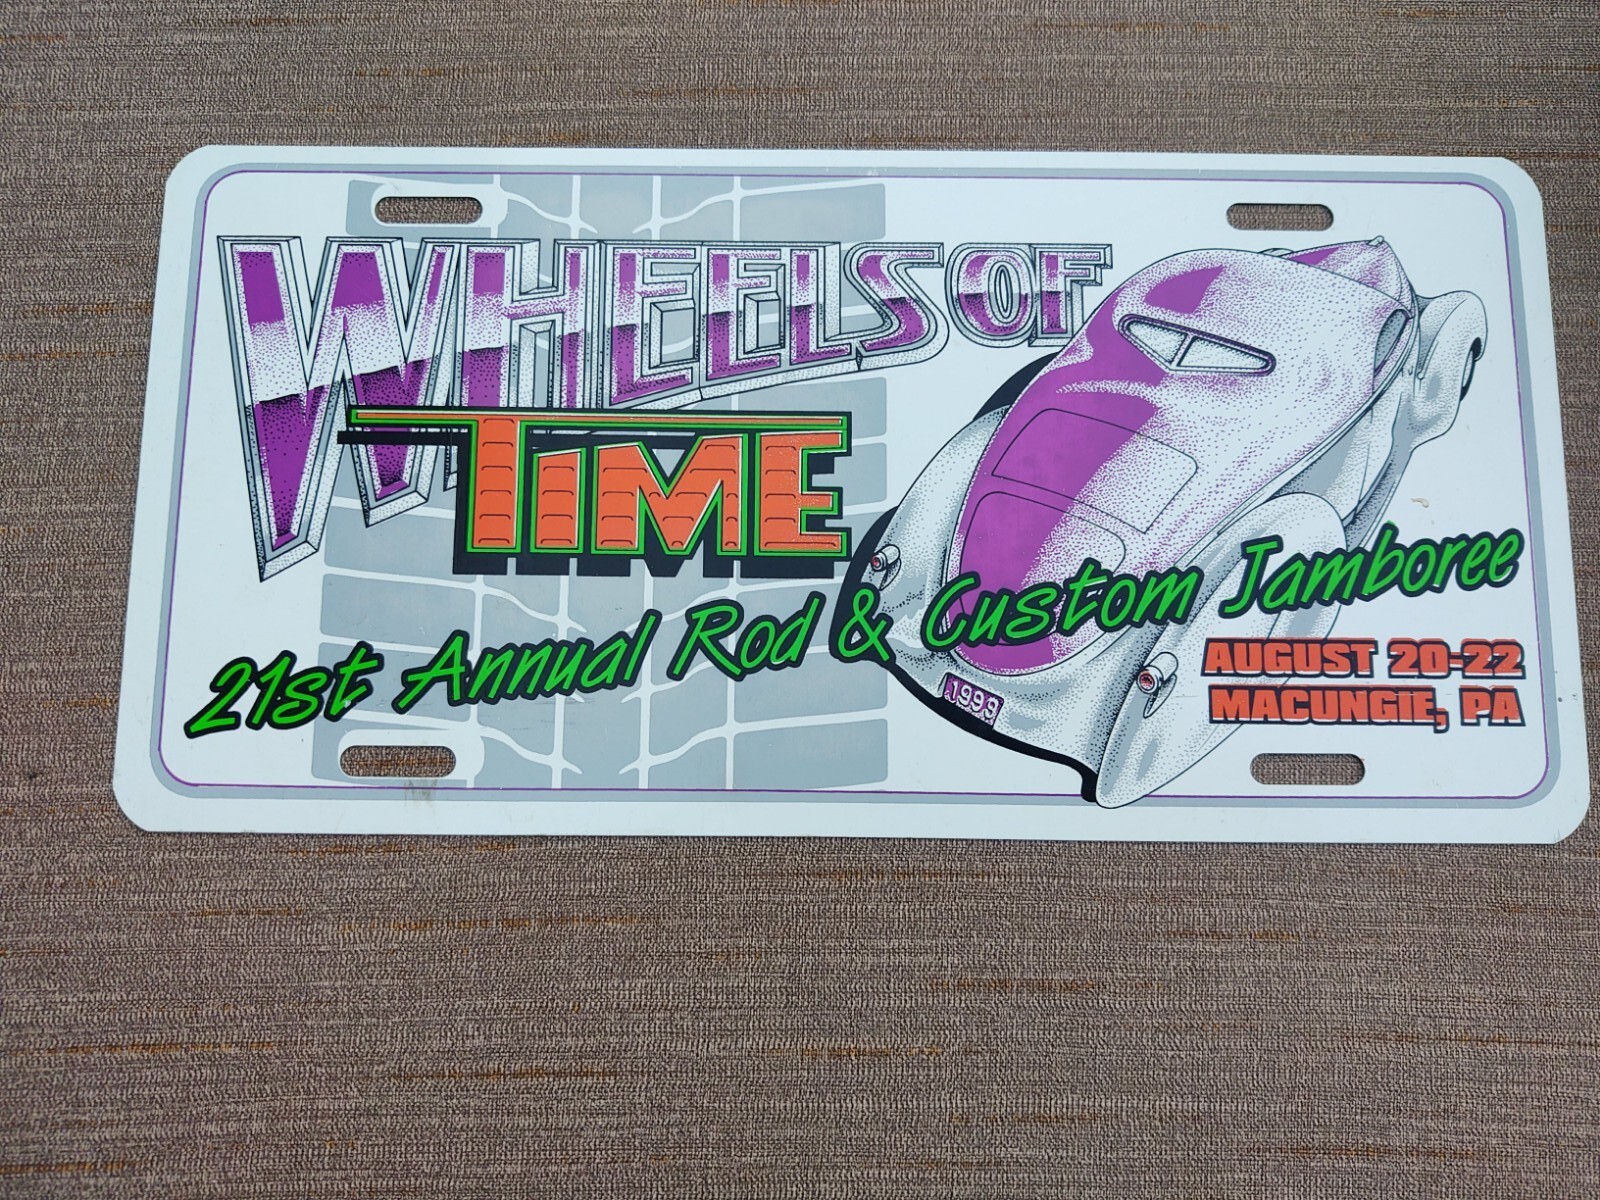 WHEELS OF
TIME
21st Annual Rod & Custom Jamboree
AUGUST 20-22
MACUNGIE, PA
1999